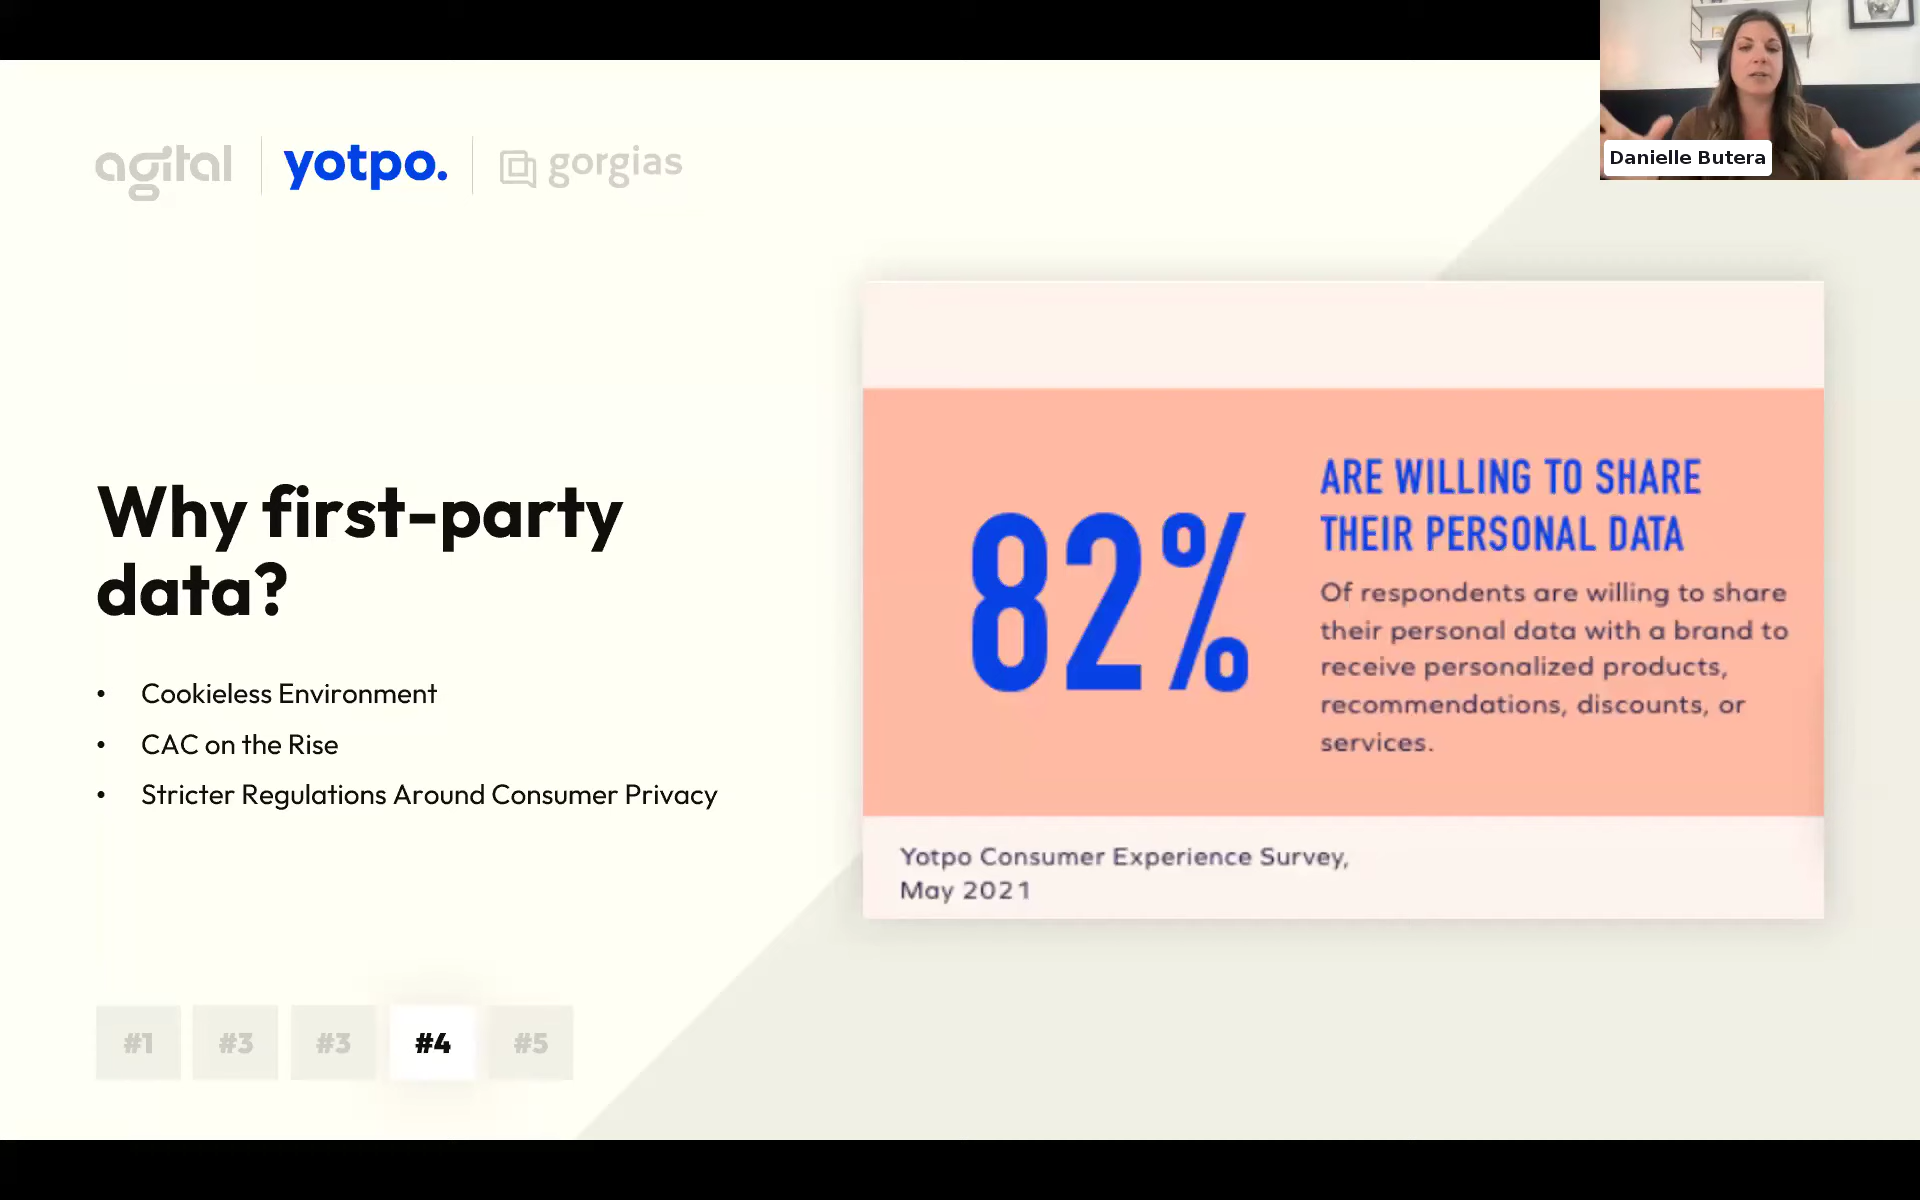 agital
yotpo.
gorgias
Danielle Butera
Why first-party
data?
• Cookieless Environment
• CAC on the Rise
• Stricter Regulations Around Consumer Privacy
82%
ARE WILLING TO SHARE
THEIR PERSONAL DATA
Of respondents are willing to share
their personal data with a brand to
receive personalized products,
recommendations, discounts, or
services.
Yotpo Consumer Experience Survey,
May 2021
#1
#3
#3
#4
#5